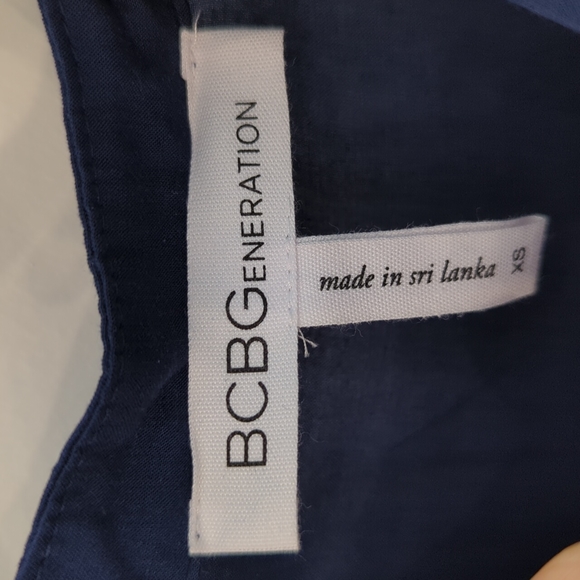 BCBGENERATION
made in sri lanka
XS